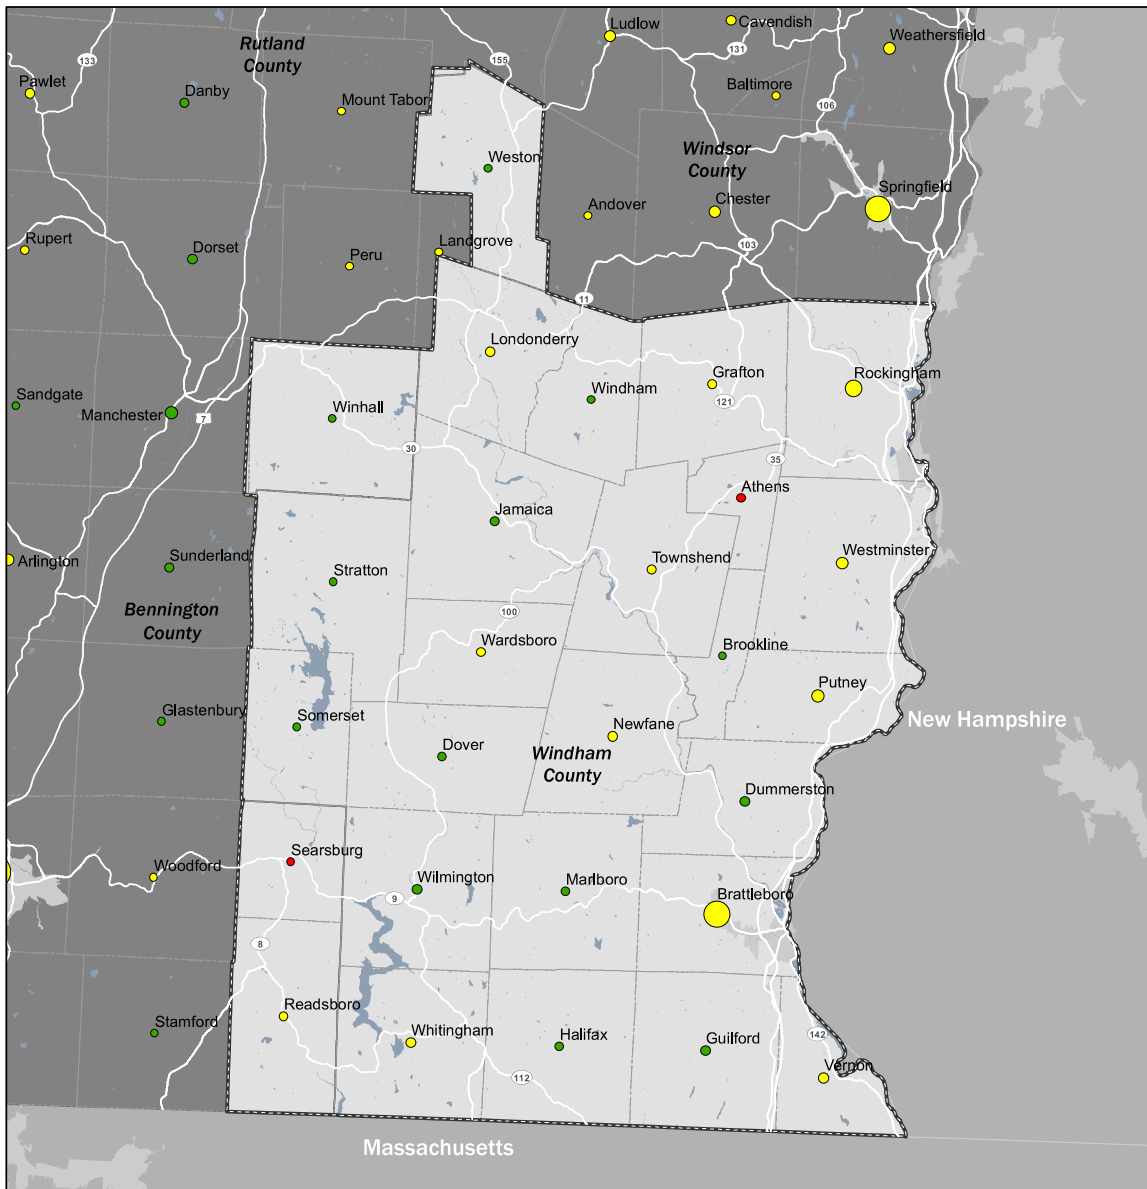 Ludlow
Cavendish
131
Weathersfield
Rutland
County
133
155
Pawlet
Danby
Mount Tabor
Baltimore
106
Weston
Windsor
County
Springfield
Andover
Chester
Rupert
Dorset
Peru
Landgrove
103
11
Londonderry
Windham
Grafton
Rockingham
121
Sandgate
Manchester
7
Winhall
30
35
Athens
Jamaica
Arlington
Sunderland
Stratton
Townshend
Westminster
Bennington
County
100
Wardsboro
Brookline
Putney
Glastenbury
Somerset
Dover
Newfane
Windham
County
New Hampshire
Dummerston
Woodford
Searsburg
Wilmington
Marlboro
9
Brattleboro
8
Readsboro
Stamford
Whitingham
Halifax
Guilford
142
Vernon
112
Massachusetts